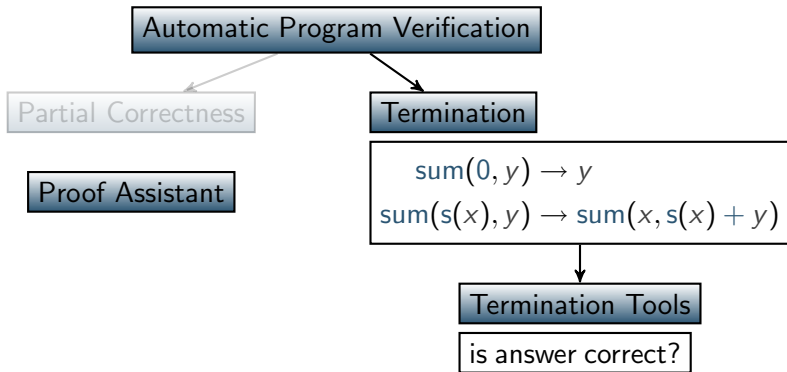 Automatic Program Verification
Partial Correctness
Termination
Proof Assistant
sum(0, y) → y
sum(s(x), y) → sum(x, s(x) + y)
Termination Tools
is answer correct?